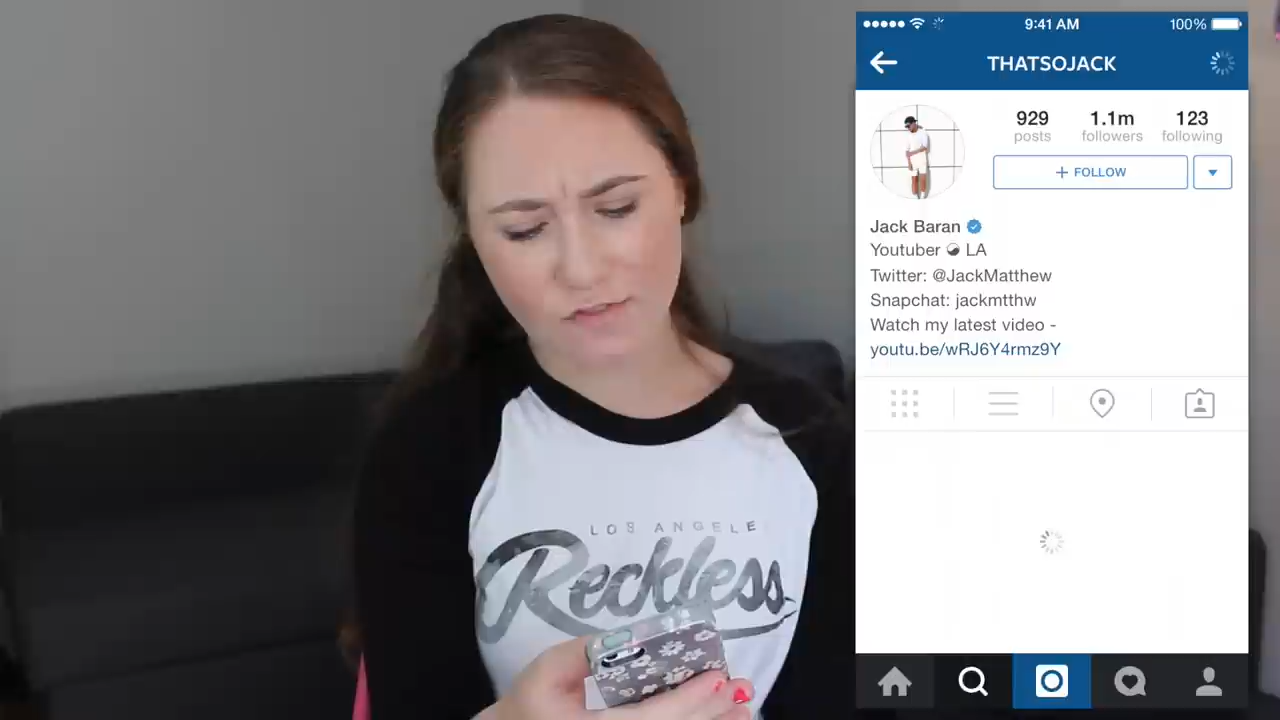 LOS ANGELE
Reckless
9:41 AM
100%
THATSOJACK
929
1.1m
123
posts
followers
following
+ FOLLOW
Jack Baran
Youtuber LA
Twitter: @JackMatthew
Snapchat: jackmtthw
Watch my latest video -
youtu.be/wRJ6Y4rmz9Y